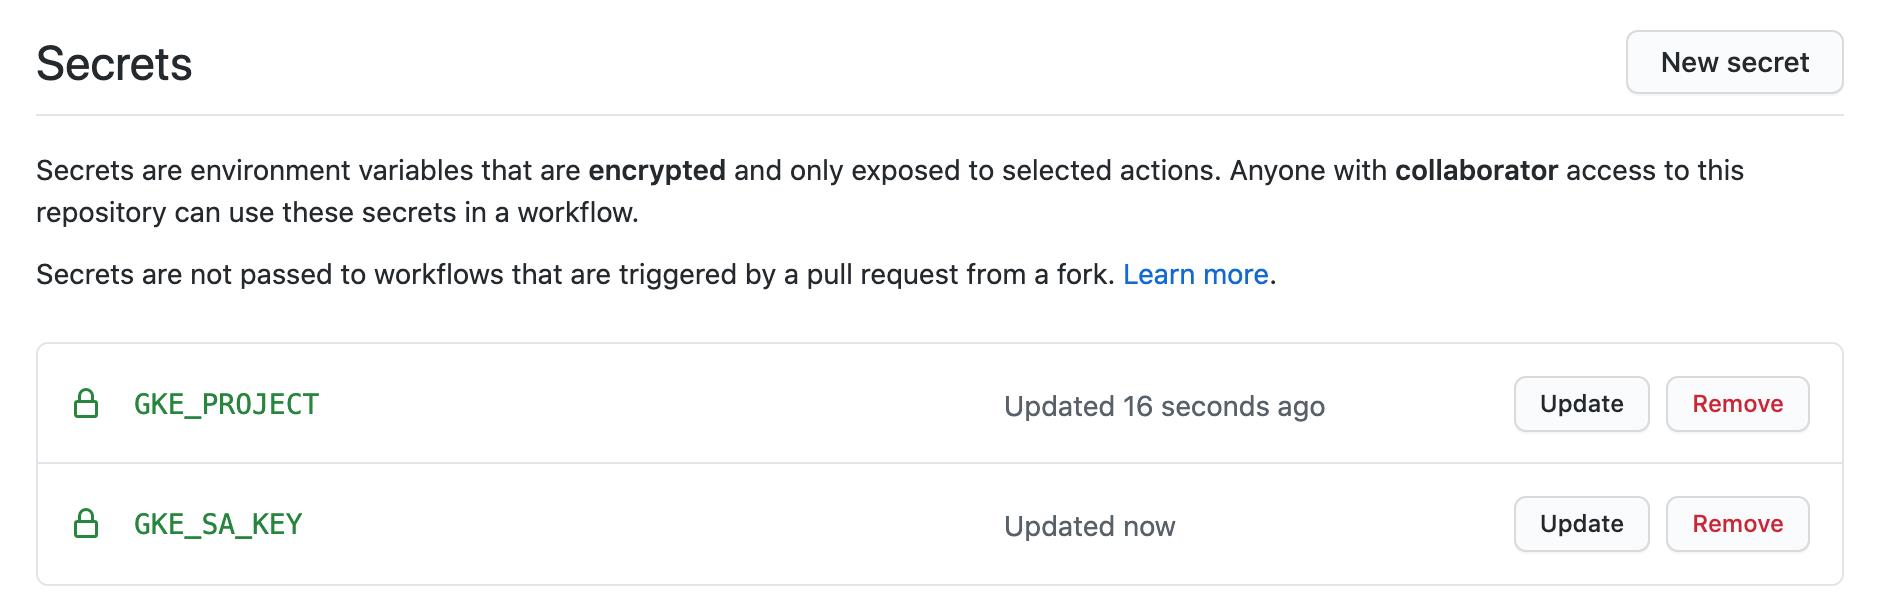 Secrets
New secret
Secrets are environment variables that are encrypted and only exposed to selected actions. Anyone with collaborator access to this
repository can use these secrets in a workflow.
Secrets are not passed to workflows that are triggered by a pull request from a fork. Learn more.
GKE_PROJECT Updated 16 seconds ago Update Remove
GKE_SA_KEY Updated now Update Remove